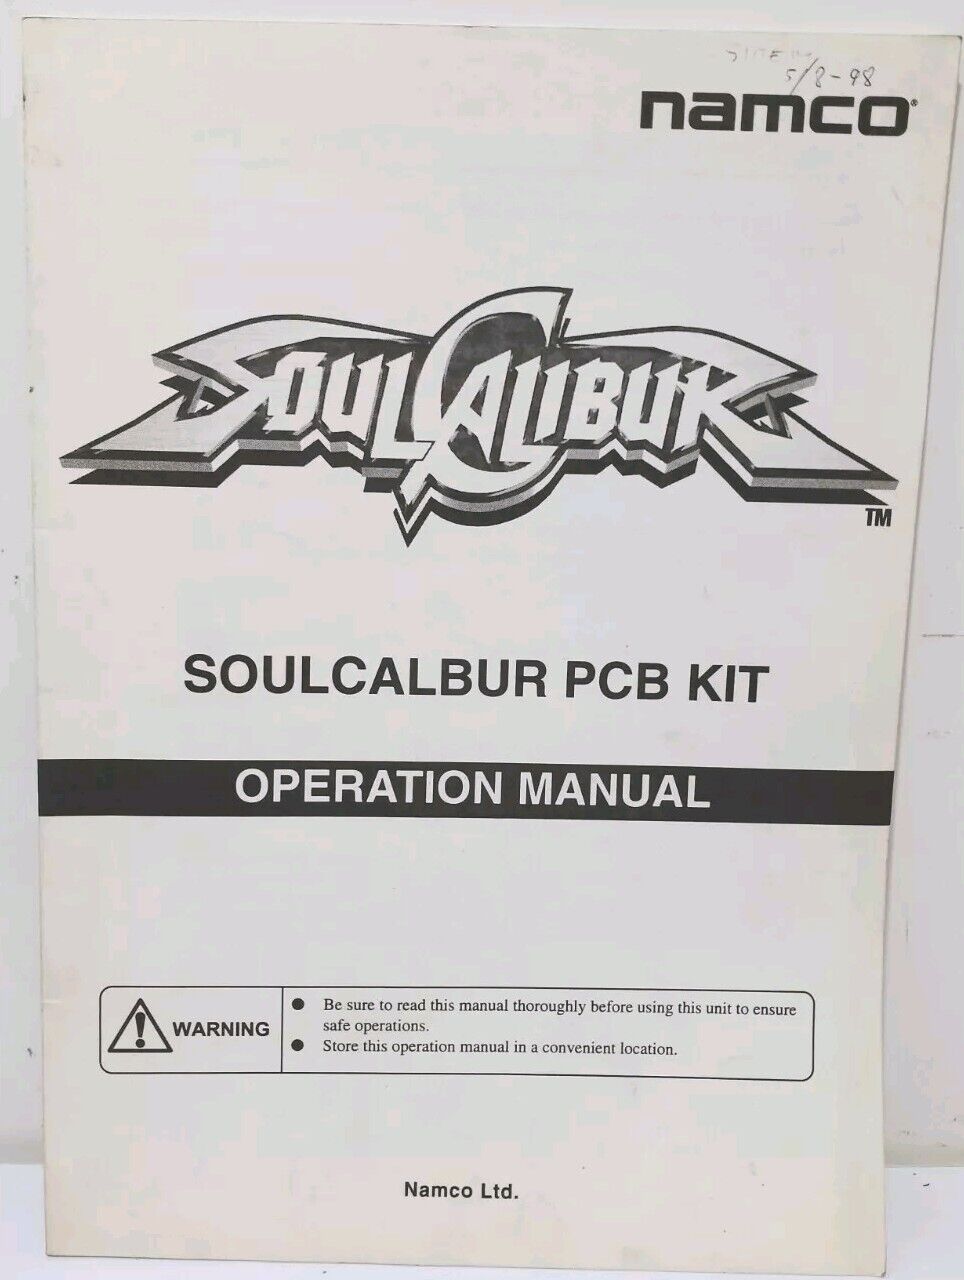 5/8-98
namco®
SOULCALIBUR
TM
SOULCALBUR PCB KIT
OPERATION MANUAL
WARNING
● Be sure to read this manual thoroughly before using this unit to ensure
safe operations.
● Store this operation manual in a convenient location.
Namco Ltd.